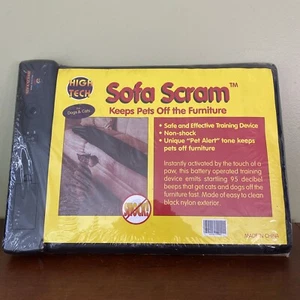 HIGH
TECH
Sofa Scram™
Keeps Pets Off the Furniture
Dogs & Cats
• Safe and Effective Training Device
• Non-shock
• Unique "Pet Alert" tone keeps
pets off furniture
Instantly activated by the touch of a
paw, this battery operated training
device emits startling 95 decibel
beeps that get cats and dogs off the
furniture fast. Made of easy to clean
black nylon exterior.
MADE IN CHINA